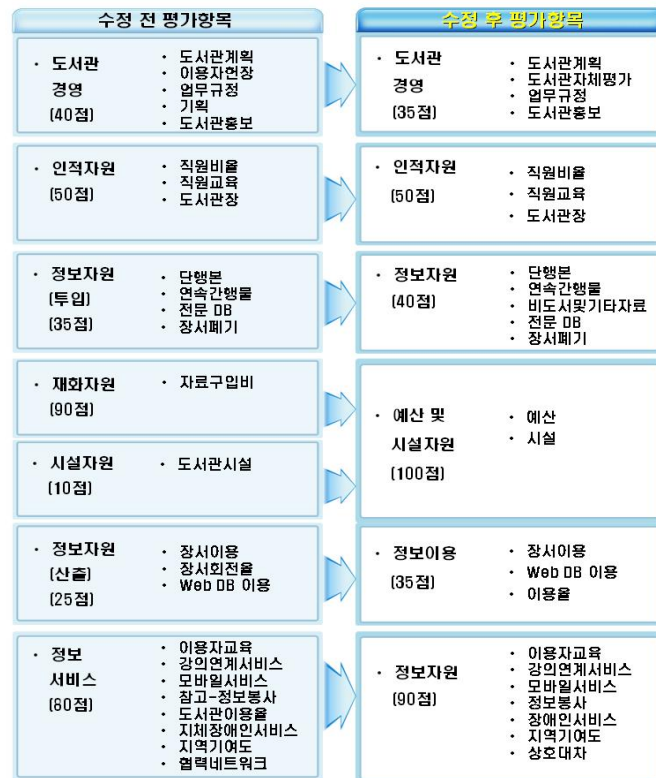 수정 전 평가항목
수정 후 평가항목
· 도서관
경영
(40점)
· 도서관계획
· 이용자헌장
· 업무규정
· 기획
· 도서관홍보
· 도서관
경영
(35점)
· 도서관계획
· 도서관자체평가
· 업무규정
· 도서관홍보
· 인적자원
(50점)
· 직원비율
· 직원교육
· 도서관장
· 인적자원
(50점)
· 직원비율
· 직원교육
· 도서관장
· 정보자원
(투입)
(35점)
· 단행본
· 연속간행물
· 전문 DB
· 장서폐기
· 정보자원
(40점)
· 단행본
· 연속간행물
· 비도서및기타자료
· 전문 DB
· 장서폐기
· 재화자원
(90점)
· 자료구입비
· 시설자원
(10점)
· 도서관시설
· 예산 및
시설자원
(100점)
· 예산
· 시설
· 정보자원
(산출)
(25점)
· 장서이용
· 장서회전율
· Web DB 이용
· 정보이용
(35점)
· 장서이용
· Web DB 이용
· 이용율
· 정보
서비스
(80점)
· 이용자교육
· 강의연계서비스
· 모바일서비스
· 참고-정보봉사
· 도서관이용율
· 지체장애인서비스
· 지역기여도
· 협력네트워크
· 정보자원
(90점)
· 이용자교육
· 강의연계서비스
· 모바일서비스
· 정보봉사
· 장애인서비스
· 지역기여도
· 상호대차